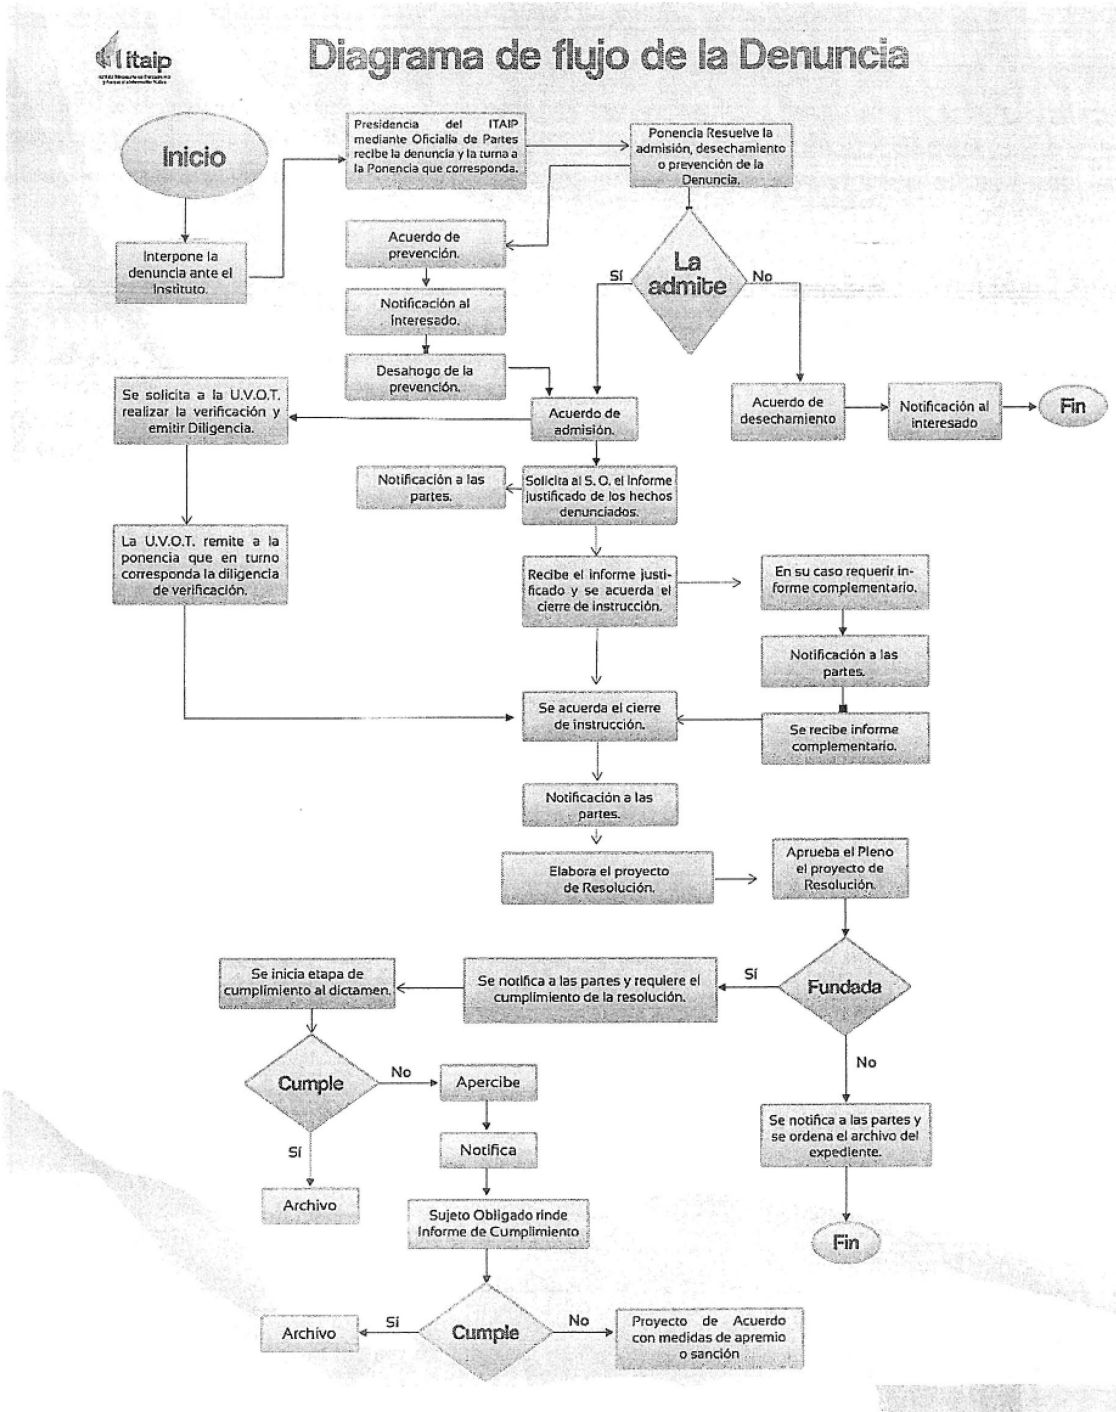 itaip
Diagrama de flujo de la Denuncia
Inicio
Interpone la
denuncia ante el
Instituto.
Presidencia del ITAIP
mediante Oficialía de Partes
recibe la denuncia y la turna a
la Ponencia que corresponda.
Ponencia Resuelve la
admisión, desechamiento
o prevención de la
Denuncia.
Acuerdo de
prevención.
Notificación al
Interesado.
Desahogo de la
prevención.
La
admite
Sí
No
Acuerdo de
desechamiento
Notificación al
interesado
Fin
Acuerdo de
admisión.
Se solicita a la U.V.O.T.
realizar la verificación y
emitir Diligencia.
La U.V.O.T. remite a la
ponencia que en turno
corresponda la diligencia
de verificación.
Notificación a las
partes.
Solicita al S. O. el Informe
justificado de los hechos
denunciados.
Recibe el informe justi-
ficado y se acuerda el
cierre de instrucción.
En su caso requerir in-
forme complementario.
Notificación a las
partes.
Se recibe informe
complementario.
Se acuerda el cierre
de instrucción.
Notificación a las
partes.
Elabora el proyecto
de Resolución.
Aprueba el Pleno
el proyecto de
Resolución.
Fundada
Sí
No
Se notifica a las partes y requiere el
cumplimiento de la resolución.
Se inicia etapa de
cumplimiento al dictamen.
Cumple
No
Sí
Archivo
Apercibe
Notifica
Sujeto Obligado rinde
Informe de Cumplimiento
Se notifica a las partes y
se ordena el archivo del
expediente.
Fin
Cumple
Sí
No
Archivo
Proyecto de Acuerdo
con medidas de apremio
o sanción